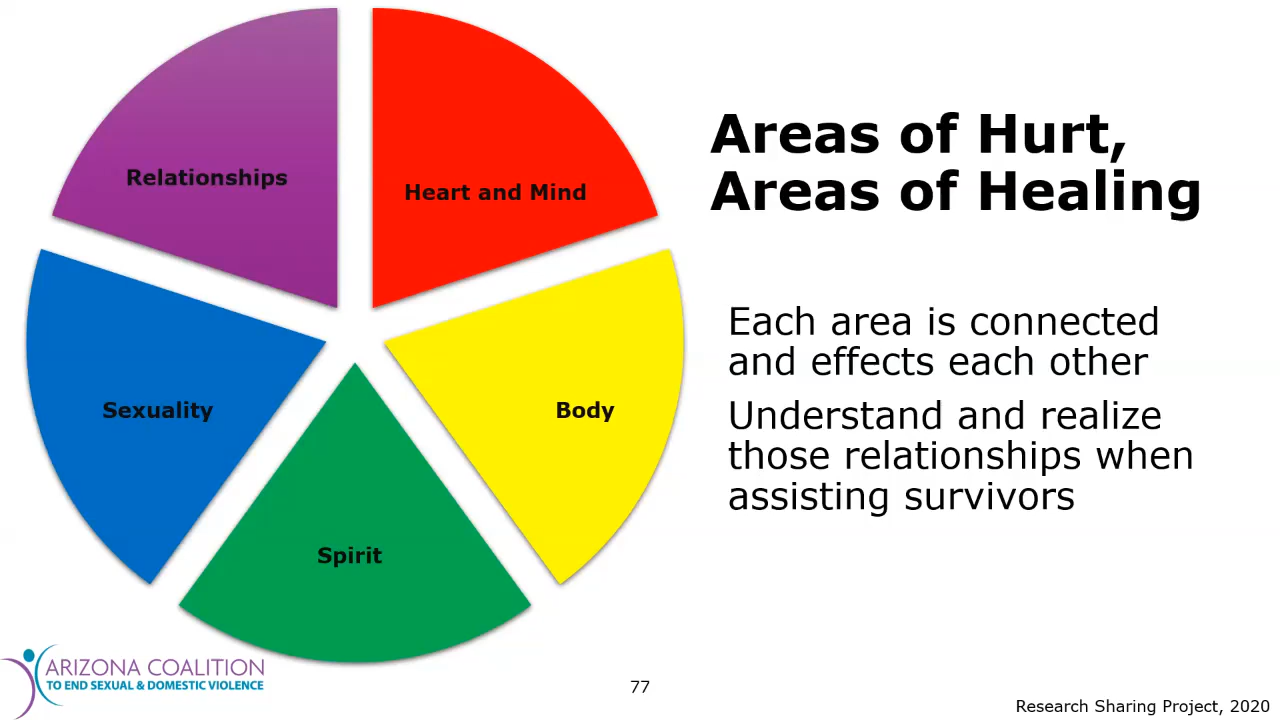 Relationships
Heart and Mind
Sexuality
Body
Spirit
Areas of Hurt,
Areas of Healing
Each area is connected
and effects each other
Understand and realize
those relationships when
assisting survivors
ARIZONA COALITION
TO END SEXUAL & DOMESTIC VIOLENCE
77
Research Sharing Project, 2020